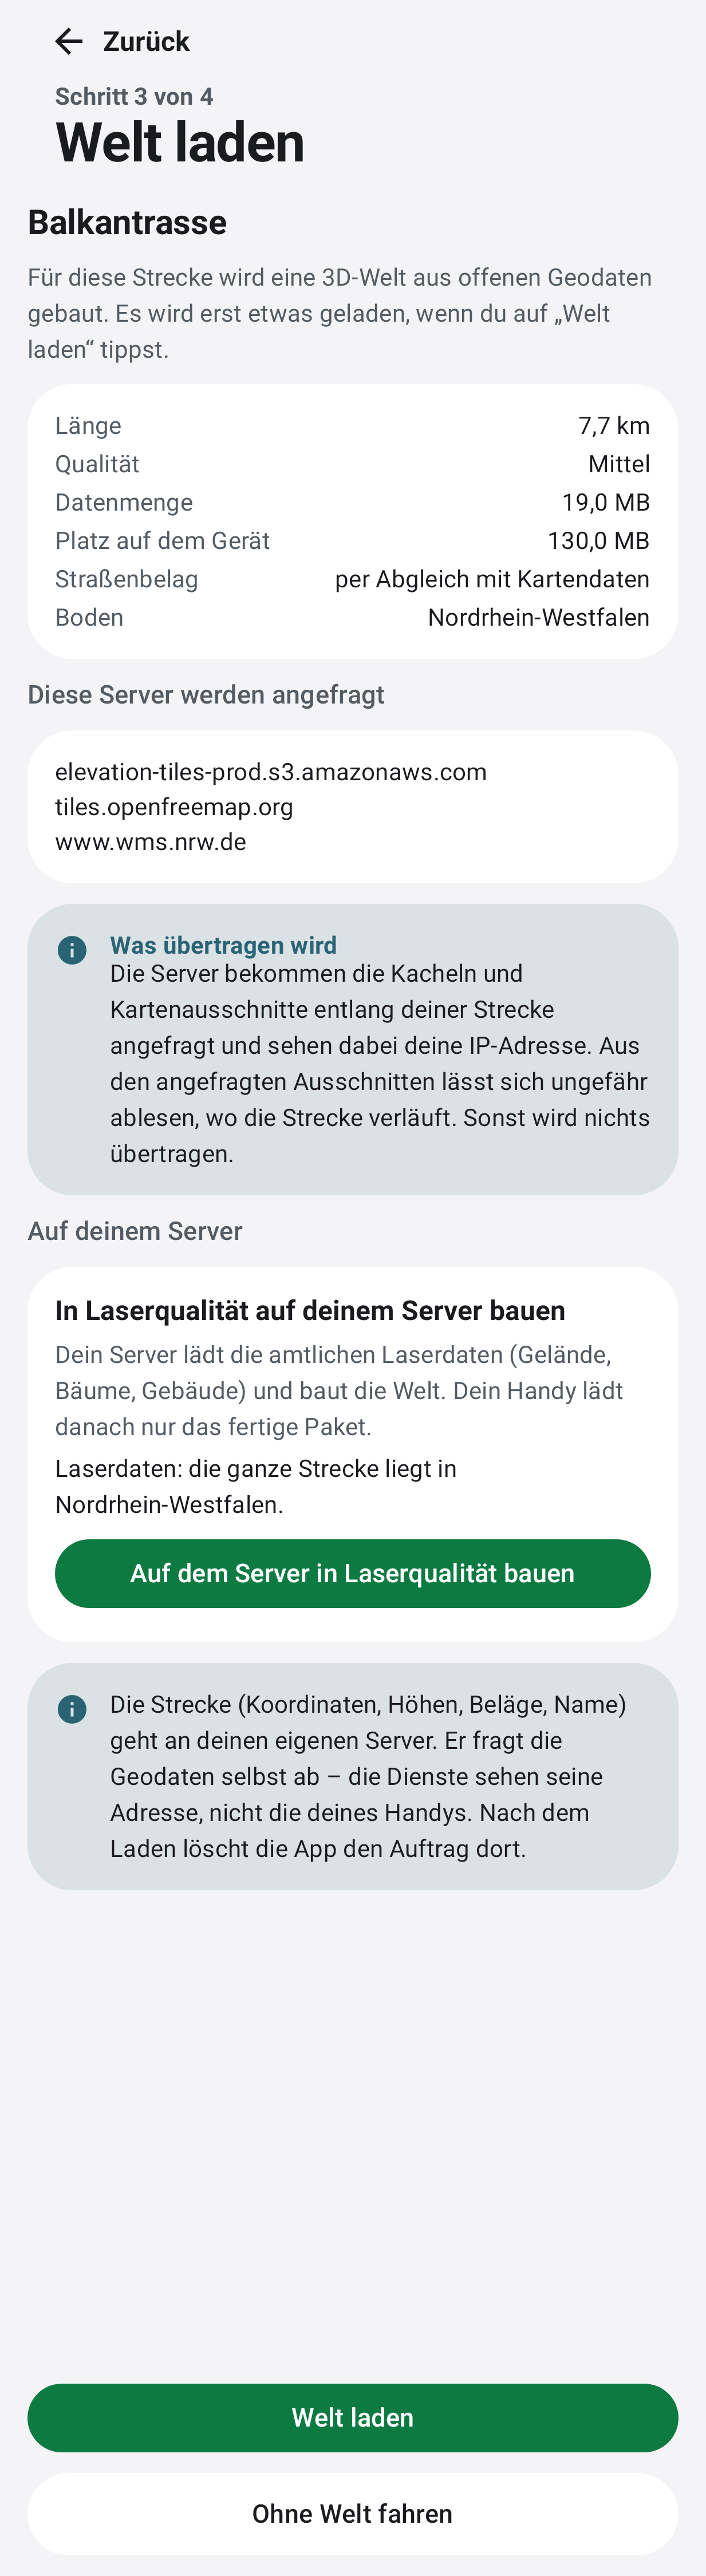 Zurück
Schritt 3 von 4
Welt laden
Balkantrasse
Für diese Strecke wird eine 3D-Welt aus offenen Geodaten
gebaut. Es wird erst etwas geladen, wenn du auf „Welt
laden“ tippst.
Länge 7,7 km
Qualität Mittel
Datenmenge 19,0 MB
Platz auf dem Gerät 130,0 MB
Straßenbelag per Abgleich mit Kartendaten
Boden Nordrhein-Westfalen
Diese Server werden angefragt
elevation-tiles-prod.s3.amazonaws.com
tiles.openfreemap.org
www.wms.nrw.de
Was übertragen wird
Die Server bekommen die Kacheln und
Kartenausschnitte entlang deiner Strecke
angefragt und sehen dabei deine IP-Adresse. Aus
den angefragten Ausschnitten lässt sich ungefähr
ablesen, wo die Strecke verläuft. Sonst wird nichts
übertragen.
Auf deinem Server
In Laserqualität auf deinem Server bauen
Dein Server lädt die amtlichen Laserdaten (Gelände,
Bäume, Gebäude) und baut die Welt. Dein Handy lädt
danach nur das fertige Paket.
Laserdaten: die ganze Strecke liegt in
Nordrhein-Westfalen.
Auf dem Server in Laserqualität bauen
Die Strecke (Koordinaten, Höhen, Beläge, Name)
geht an deinen eigenen Server. Er fragt die
Geodaten selbst ab – die Dienste sehen seine
Adresse, nicht die deines Handys. Nach dem
Laden löscht die App den Auftrag dort.
Welt laden
Ohne Welt fahren